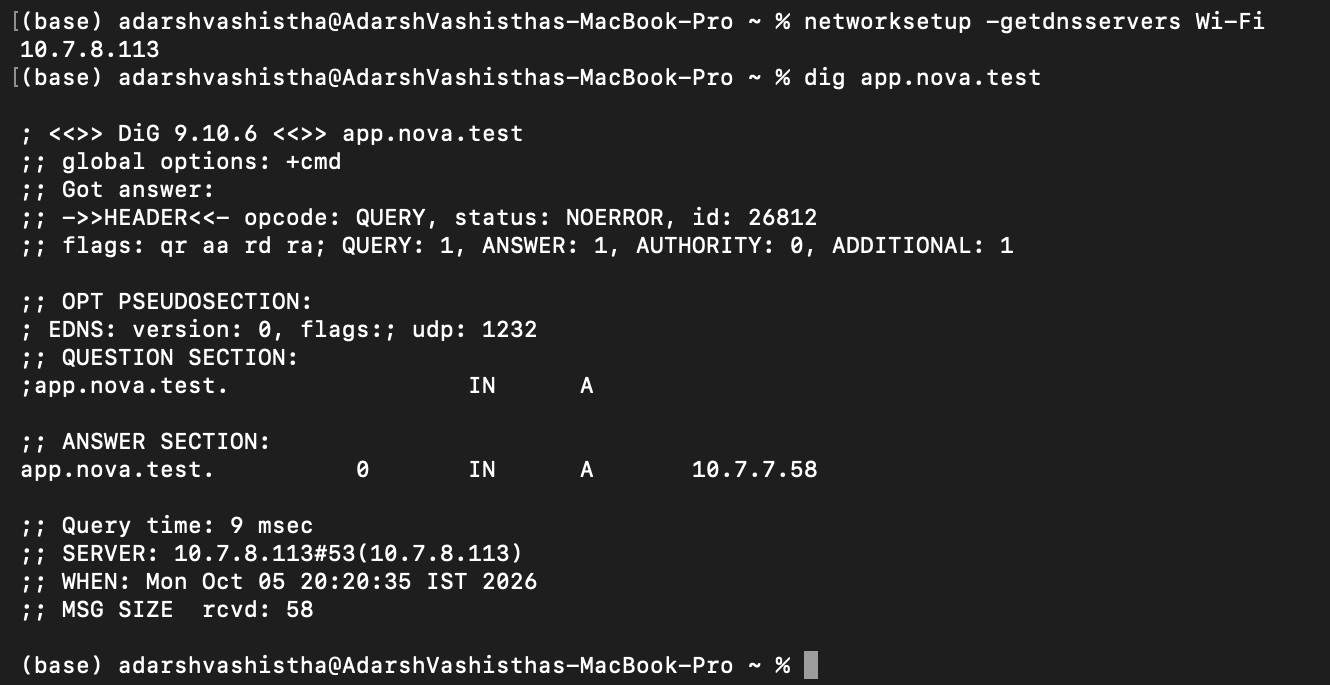 [(base) adarshvashistha@AdarshVashisthas-MacBook-Pro ~ % networksetup -getdnsservers Wi-Fi
10.7.8.113
[(base) adarshvashistha@AdarshVashisthas-MacBook-Pro ~ % dig app.nova.test
; <<>> DiG 9.10.6 <<>> app.nova.test
;; global options: +cmd
;; Got answer:
;; ->>HEADER<<- opcode: QUERY, status: NOERROR, id: 26812
;; flags: qr aa rd ra; QUERY: 1, ANSWER: 1, AUTHORITY: 0, ADDITIONAL: 1
;; OPT PSEUDOSECTION:
; EDNS: version: 0, flags:; udp: 1232
;; QUESTION SECTION:
;app.nova.test. IN A
;; ANSWER SECTION:
app.nova.test. 0 IN A 10.7.7.58
;; Query time: 9 msec
;; SERVER: 10.7.8.113#53(10.7.8.113)
;; WHEN: Mon Oct 05 20:20:35 IST 2026
;; MSG SIZE  rcvd: 58
(base) adarshvashistha@AdarshVashisthas-MacBook-Pro ~ %